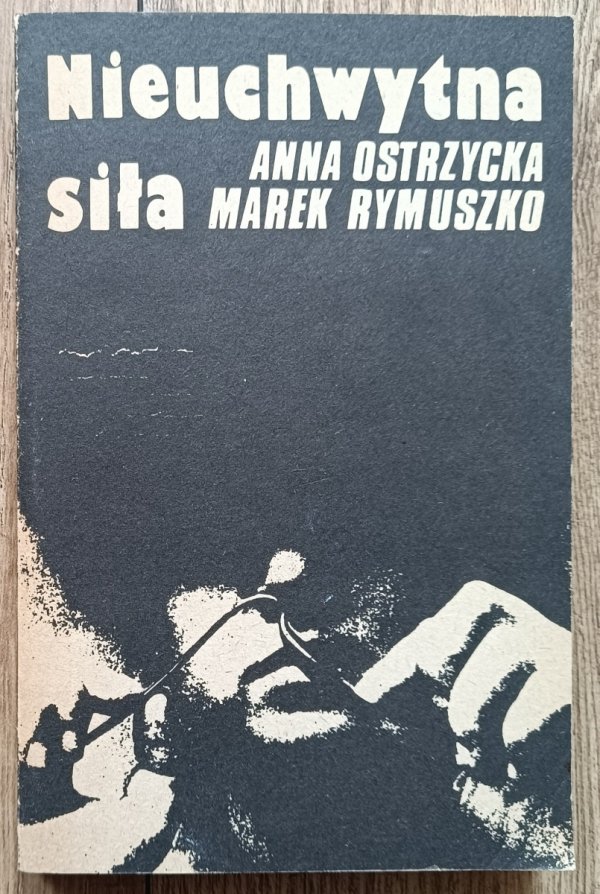 Nieuchwytna
siła
ANNA OSTRZYCKA
MAREK RYMUSZKO